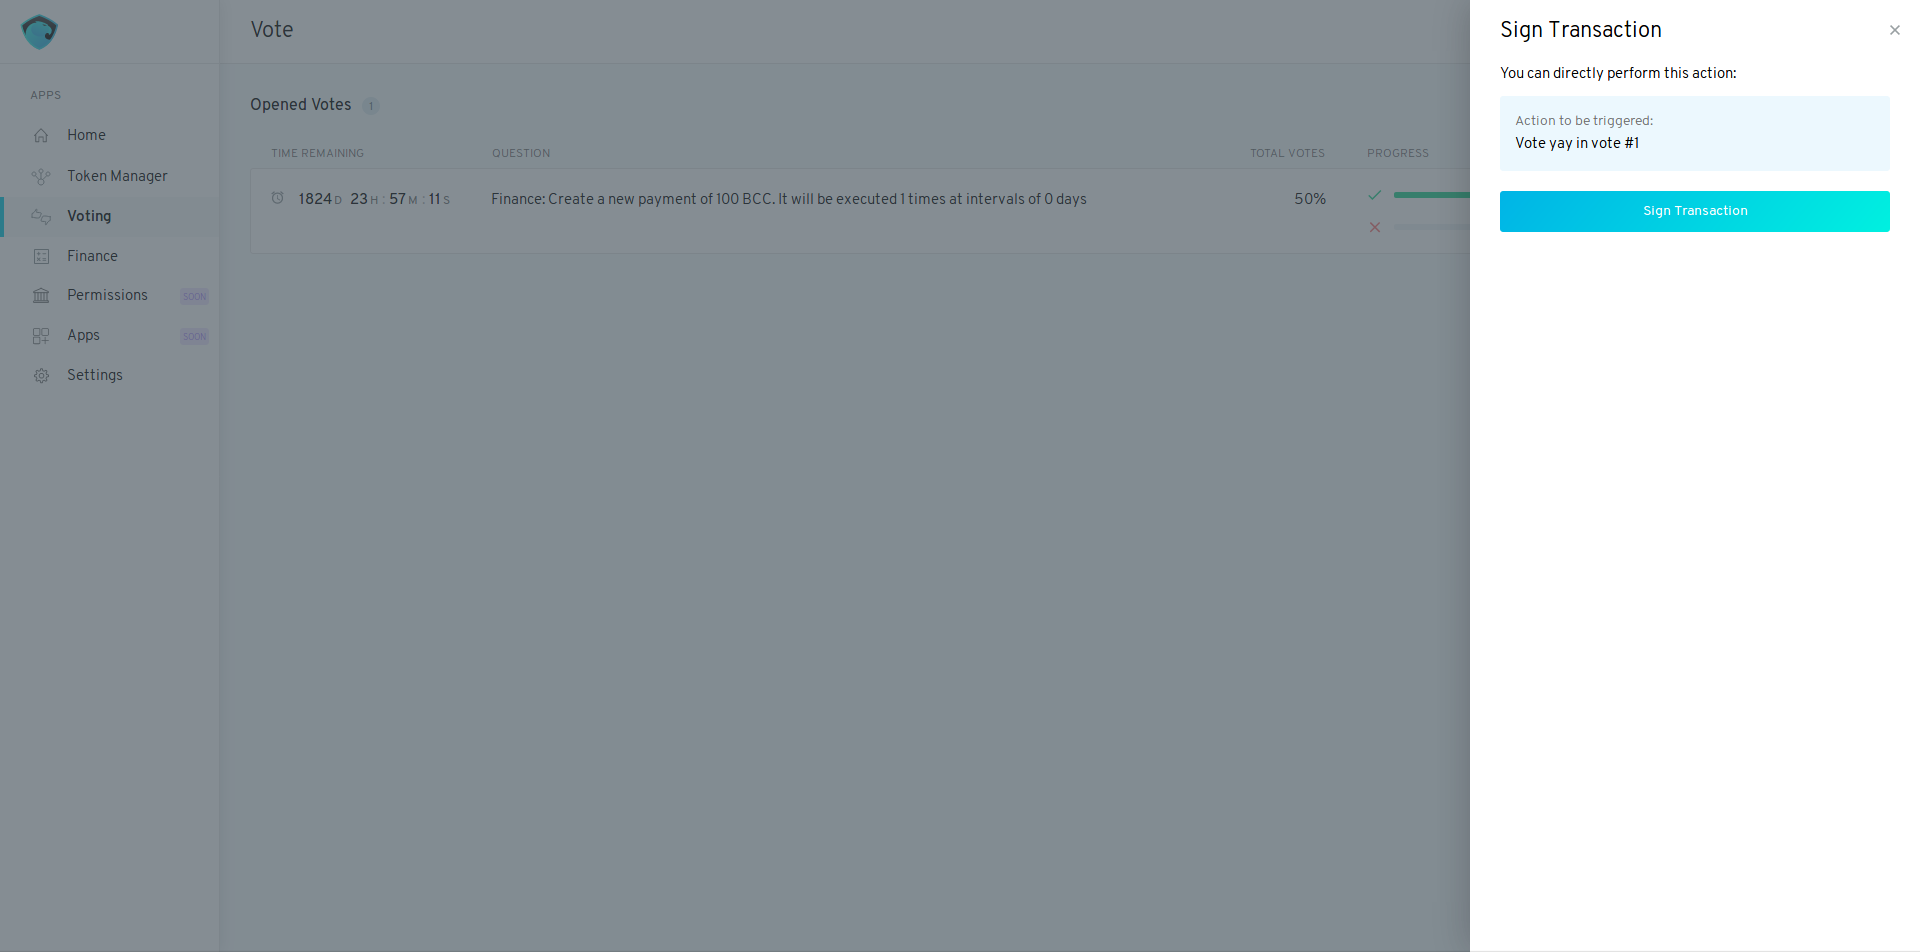 Vote
APPS
Home
Token Manager
Voting
Finance
Permissions SOON
Apps SOON
Settings
Opened Votes 1
TIME REMAINING QUESTION TOTAL VOTES PROGRESS
1824 D 23 H : 57 M : 11 S Finance: Create a new payment of 100 BCC. It will be executed 1 times at intervals of 0 days 50%
Sign Transaction
You can directly perform this action:
Action to be triggered:
Vote yay in vote #1
Sign Transaction